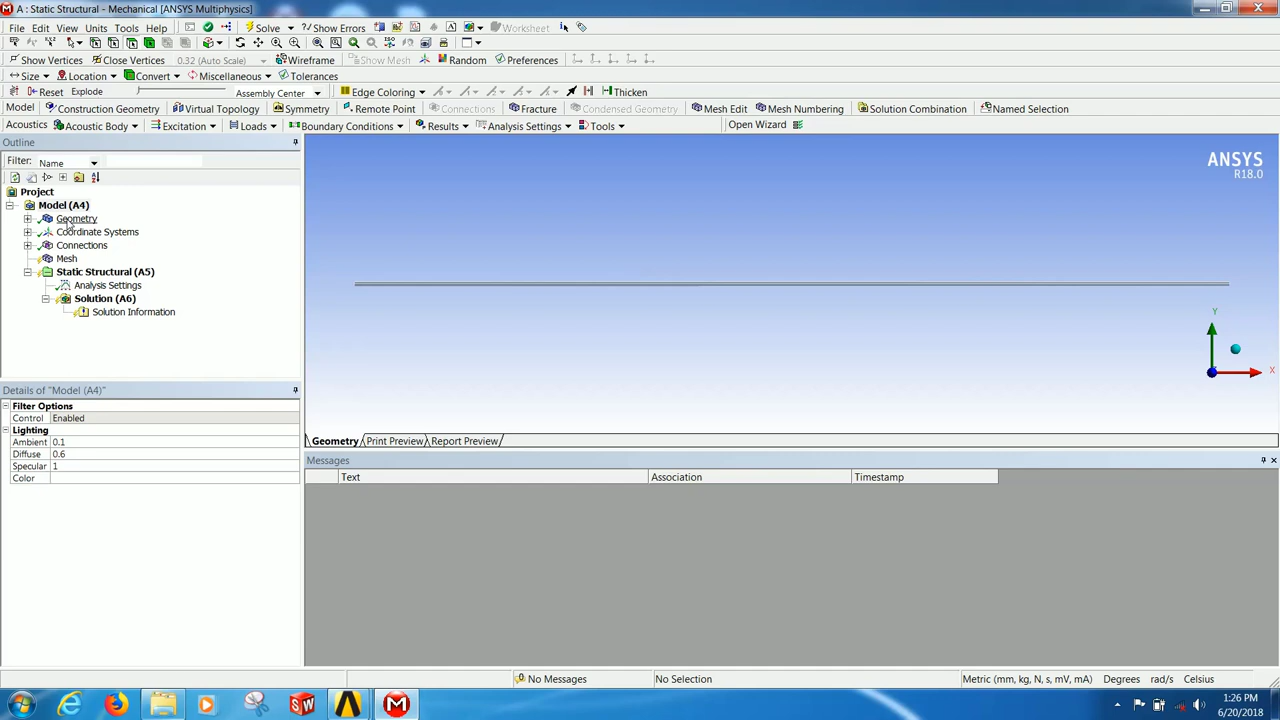 A : Static Structural - Mechanical [ANSYS Multiphysics]
File Edit View Units Tools Help Solve Show Errors Worksheet
Show Vertices Close Vertices 0.32 (Auto Scale) Wireframe Show Mesh Random Preferences
Size Location Convert Miscellaneous Tolerances
Reset Explode Assembly Center Edge Coloring Thicken
Model Construction Geometry Virtual Topology Symmetry Remote Point Connections Fracture Condensed Geometry Mesh Edit Mesh Numbering Solution Combination Named Selection
Acoustics Acoustic Body Excitation Loads Boundary Conditions Results Analysis Settings Tools Open Wizard
Outline
Filter: Name
Project
Model (A4)
Geometry
Coordinate Systems
Connections
Mesh
Static Structural (A5)
Analysis Settings
Solution (A6)
Solution Information
ANSYS
R18.0
Y
X
Details of "Model (A4)"
Filter Options
Control Enabled
Lighting
Ambient 0.1
Diffuse 0.6
Specular 1
Color
Geometry Print Preview Report Preview
Messages
Text Association Timestamp
No Messages No Selection Metric (mm, kg, N, s, mV, mA) Degrees rad/s Celsius
1:26 PM
6/20/2018